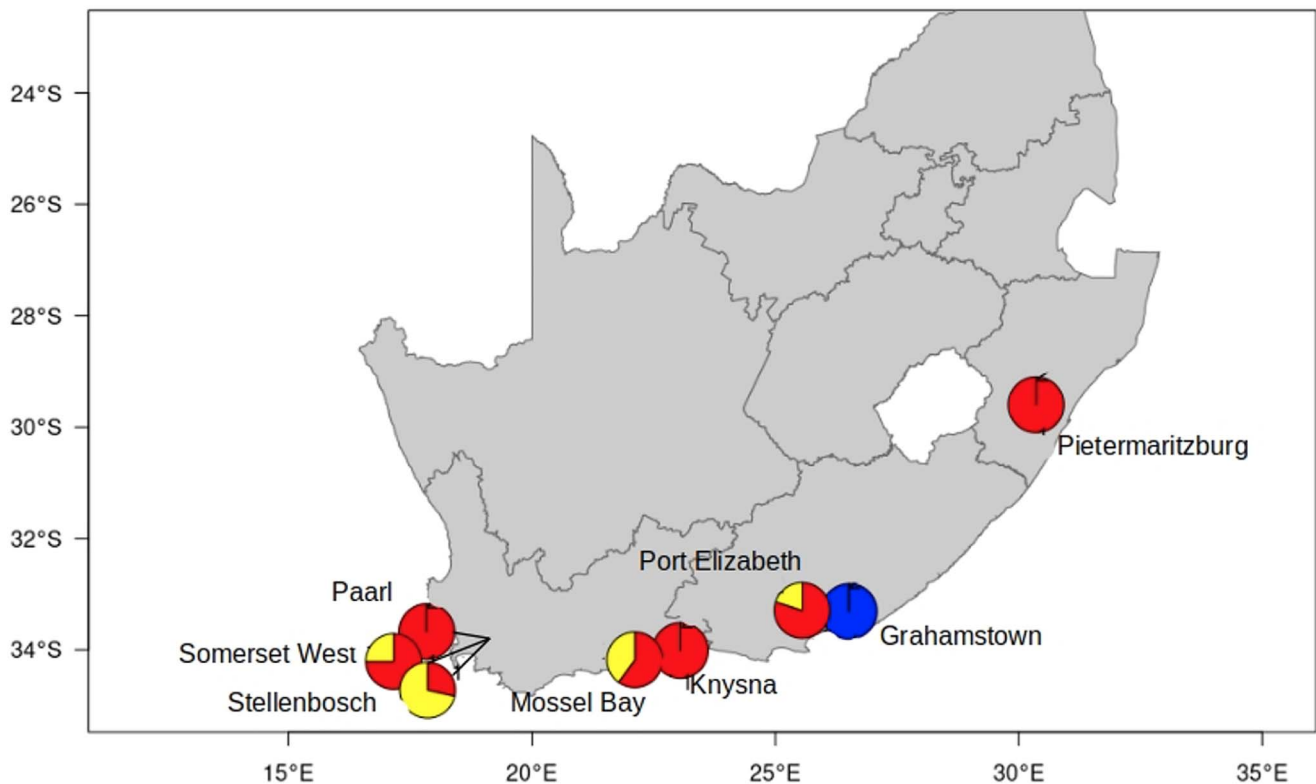 24°S
26°S
28°S
30°S
32°S
34°S
Pietermaritzburg
Port Elizabeth
Paarl
Grahamstown
Somerset West
Knysna
Stellenbosch
Mossel Bay
15°E
20°E
25°E
30°E
35°E